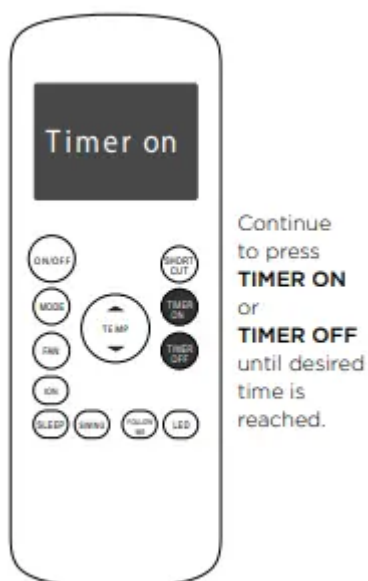 Timer on
ON/OFF
SHORT
CUT
MODE
TEMP
TIMER
ON
FAN
TIMER
OFF
ION
SLEEP
SWING
FOLLOW
ME
LED
Continue
to press
TIMER ON
or
TIMER OFF
until desired
time is
reached.